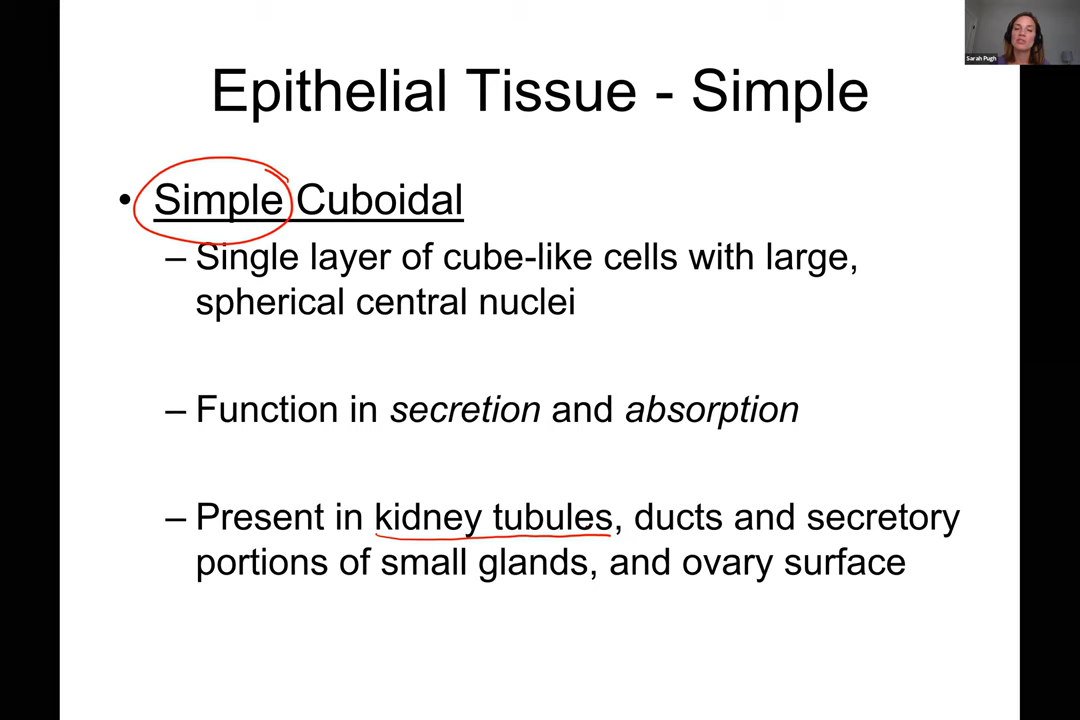 Sarah Pugh
Epithelial Tissue - Simple
• Simple Cuboidal
– Single layer of cube-like cells with large,
spherical central nuclei
– Function in secretion and absorption
– Present in kidney tubules, ducts and secretory
portions of small glands, and ovary surface